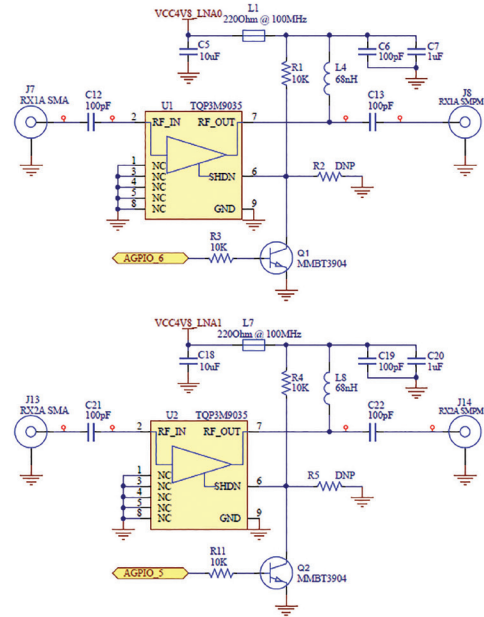 VCC4V8_LNA0
L1
220Ohm @ 100MHz
C5
10uF
R1
10K
L4
68nH
C6
100pF
C7
1uF
J7
RX1A SMA
C12
100pF
U1 TQP3M9035
2 RF_IN RF_OUT 7
C13
100pF
J8
RX1A SMPM
1 NC
3 NC
4 NC
5 NC
8 NC
SHDN 6
GND 9
R2 DNP
AGPIO_6
R3
10K
Q1
MMBT3904
VCC4V8_LNA1
L7
220Ohm @ 100MHz
C18
10uF
R4
10K
L8
68nH
C19
100pF
C20
1uF
J13
RX2A SMA
C21
100pF
U2 TQP3M9035
2 RF_IN RF_OUT 7
C22
100pF
J14
RX2A SMPM
1 NC
3 NC
4 NC
5 NC
8 NC
SHDN 6
GND 9
R5 DNP
AGPIO_5
R11
10K
Q2
MMBT3904